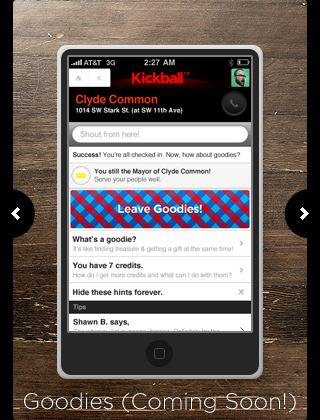 AT&T 3G 2:27 AM
Kickball
Clyde Common
1014 SW Stark St. (at SW 11th Ave)
Shout from here!
Success! You're all checked in. Now, how about goodies?
You still the Mayor of Clyde Common!
Serve your people well.
Leave Goodies!
What's a goodie?
It's like finding treasure & getting a gift at the same time!
You have 7 credits.
How do I get more credits and what can I do with them?
Hide these hints forever.
Tips
Shawn B. says,
Goodies (Coming Soon!)